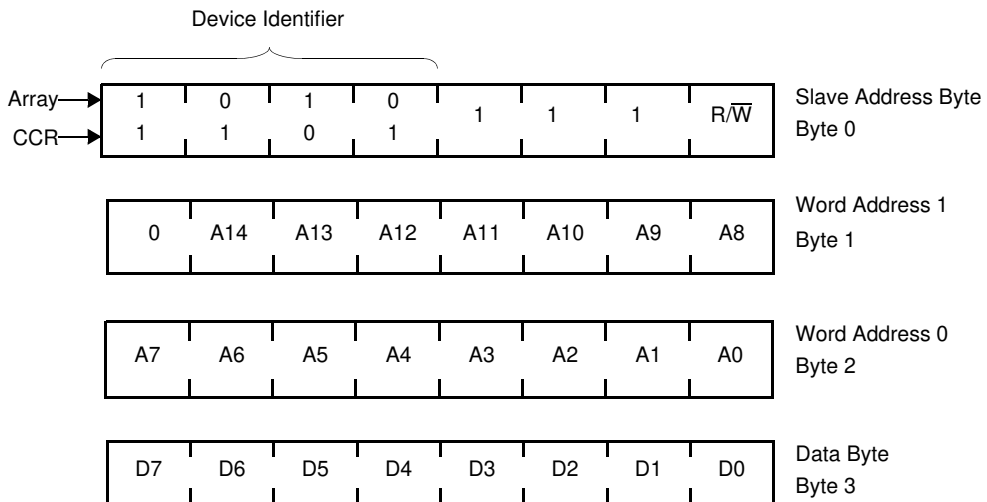 Device Identifier
Array 1 0 1 0 1 1 1 R/W̅ Slave Address Byte
CCR 1 1 0 1 Byte 0
Word Address 1
0 A14 A13 A12 A11 A10 A9 A8 Byte 1
Word Address 0
A7 A6 A5 A4 A3 A2 A1 A0 Byte 2
Data Byte
D7 D6 D5 D4 D3 D2 D1 D0 Byte 3